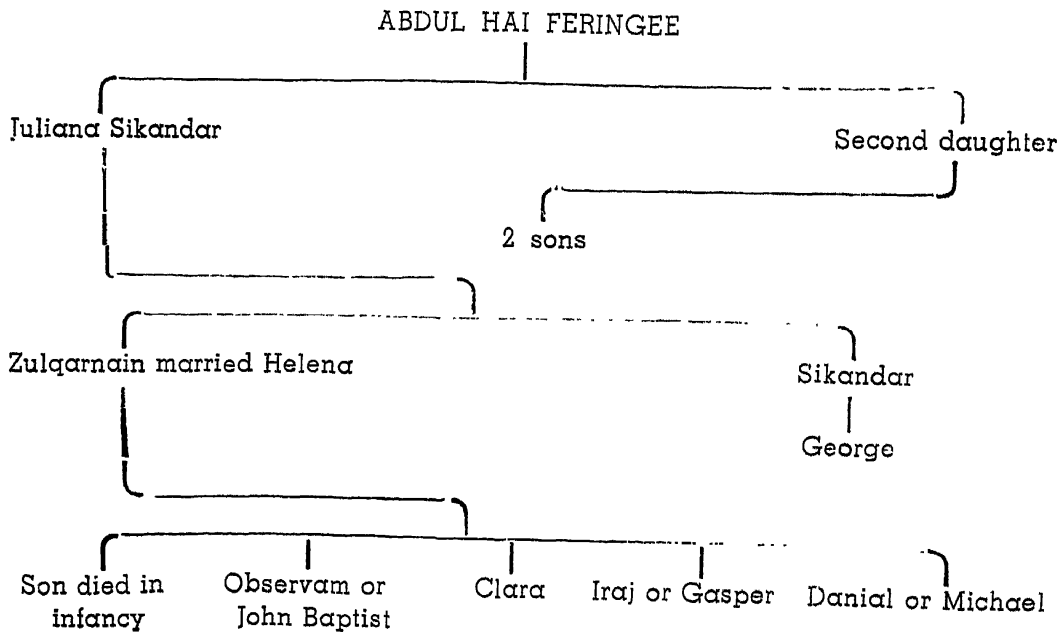 ABDUL HAI FERINGEE
Juliana Sikandar
Second daughter
2 sons
Zulqarnain married Helena
Sikandar
George
Son died in
infancy
Observam or
John Baptist
Clara
Iraj or Gasper
Danial or Michael